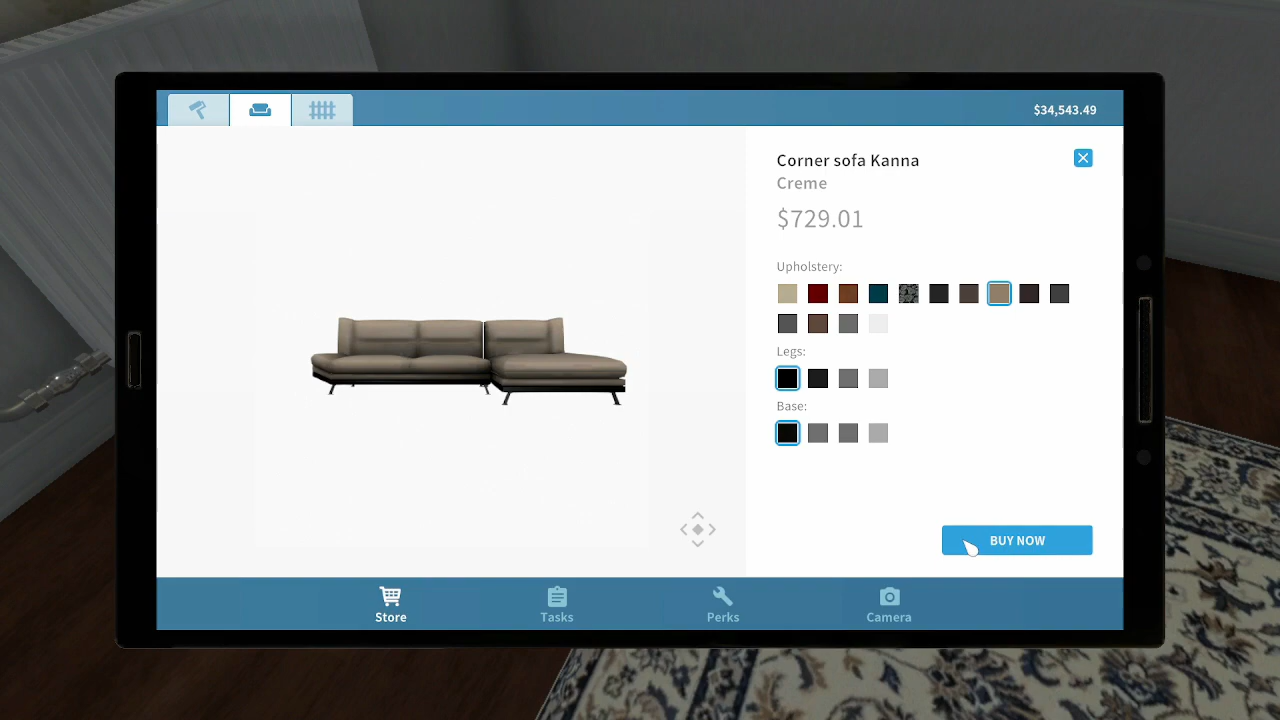 $34,543.49
Corner sofa Kanna
Creme
$729.01
Upholstery:
Legs:
Base:
BUY NOW
Store
Tasks
Perks
Camera